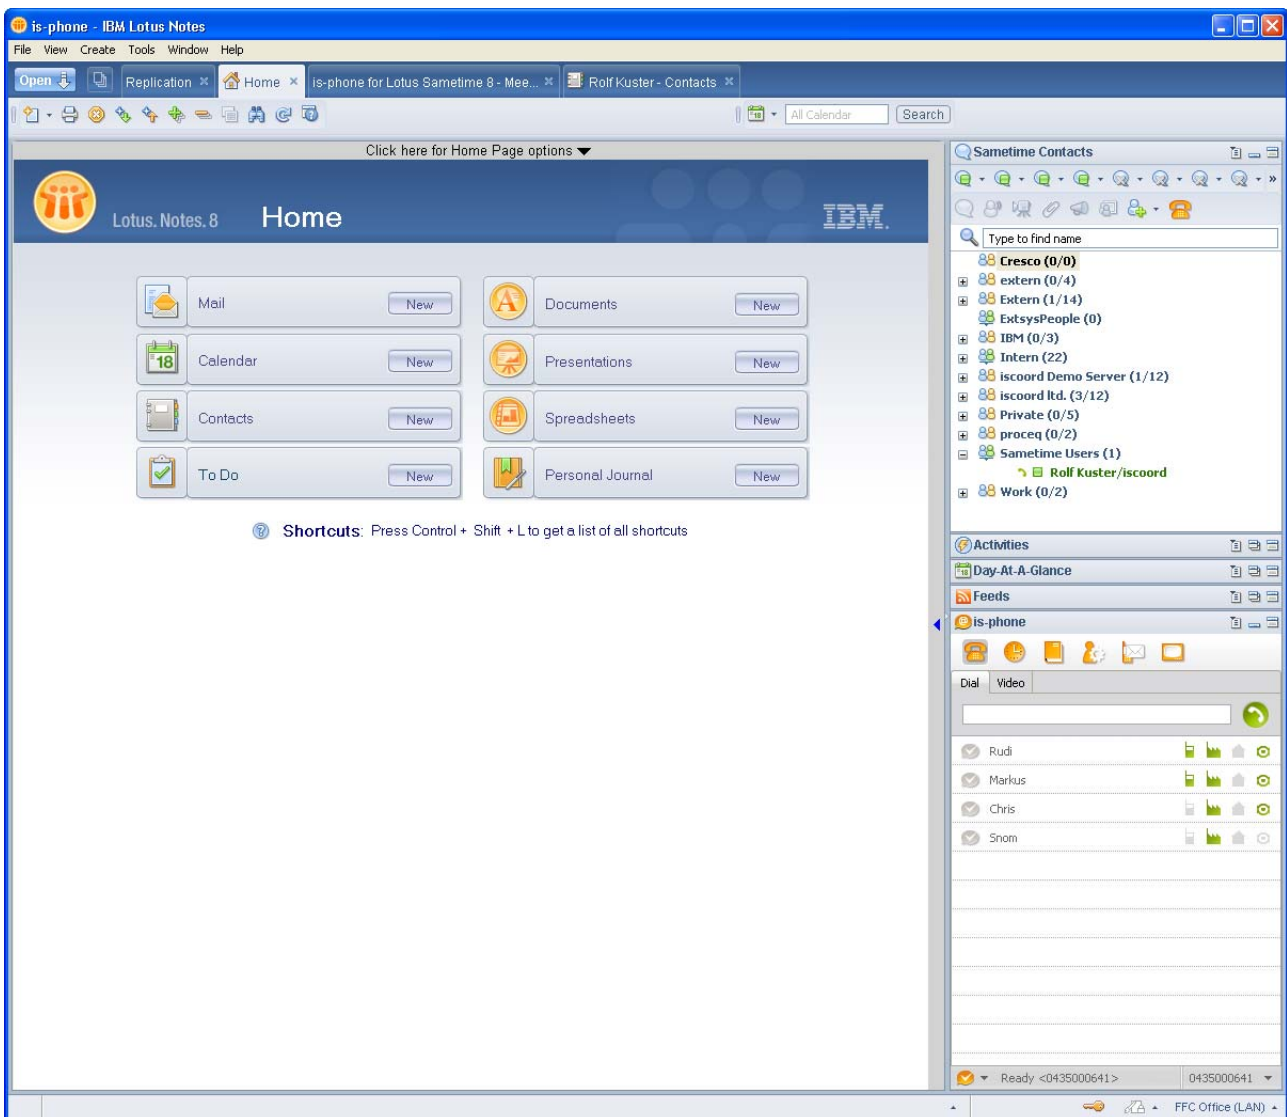 is-phone - IBM Lotus Notes
File View Create Tools Window Help
Open Replication Home is-phone for Lotus Sametime 8 - Mee... Rolf Kuster - Contacts
All Calendar Search
Click here for Home Page options
Lotus. Notes. 8 Home IBM.
Mail New Documents New
18 Calendar New Presentations New
Contacts New Spreadsheets New
To Do New Personal Journal New
Shortcuts: Press Control + Shift + L to get a list of all shortcuts
Sametime Contacts
Type to find name
Cresco (0/0)
extern (0/4)
Extern (1/14)
ExtsysPeople (0)
IBM (0/3)
Intern (22)
iscoord Demo Server (1/12)
iscoord ltd. (3/12)
Private (0/5)
proceq (0/2)
Sametime Users (1)
Rolf Kuster/iscoord
Work (0/2)
Activities
Day-At-A-Glance
Feeds
is-phone
Dial Video
Rudi
Markus
Chris
Snom
Ready <0435000641> 0435000641
FFC Office (LAN)